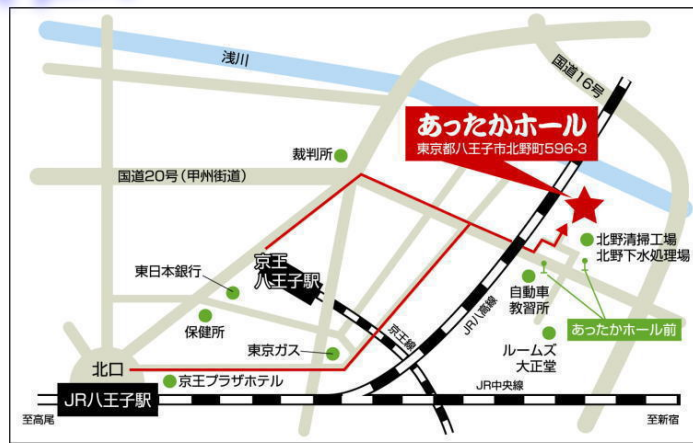 浅川
国道16号
あったかホール
東京都八王子市北野町596-3
裁判所
国道20号(甲州街道)
北野清掃工場
北野下水処理場
京王
八王子駅
東日本銀行
自動車
教習所
JR八高線
保健所
京王線
あったかホール前
東京ガス
ルームズ
大正堂
北口
京王プラザホテル
JR中央線
JR八王子駅
至高尾
至新宿